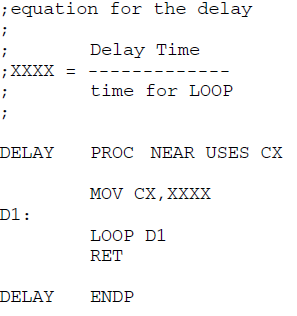 ;equation for the delay
;
;        Delay Time
;XXXX = -------------
;        time for LOOP
;
DELAY    PROC  NEAR USES CX
         MOV CX,XXXX
D1:
         LOOP D1
         RET
DELAY    ENDP